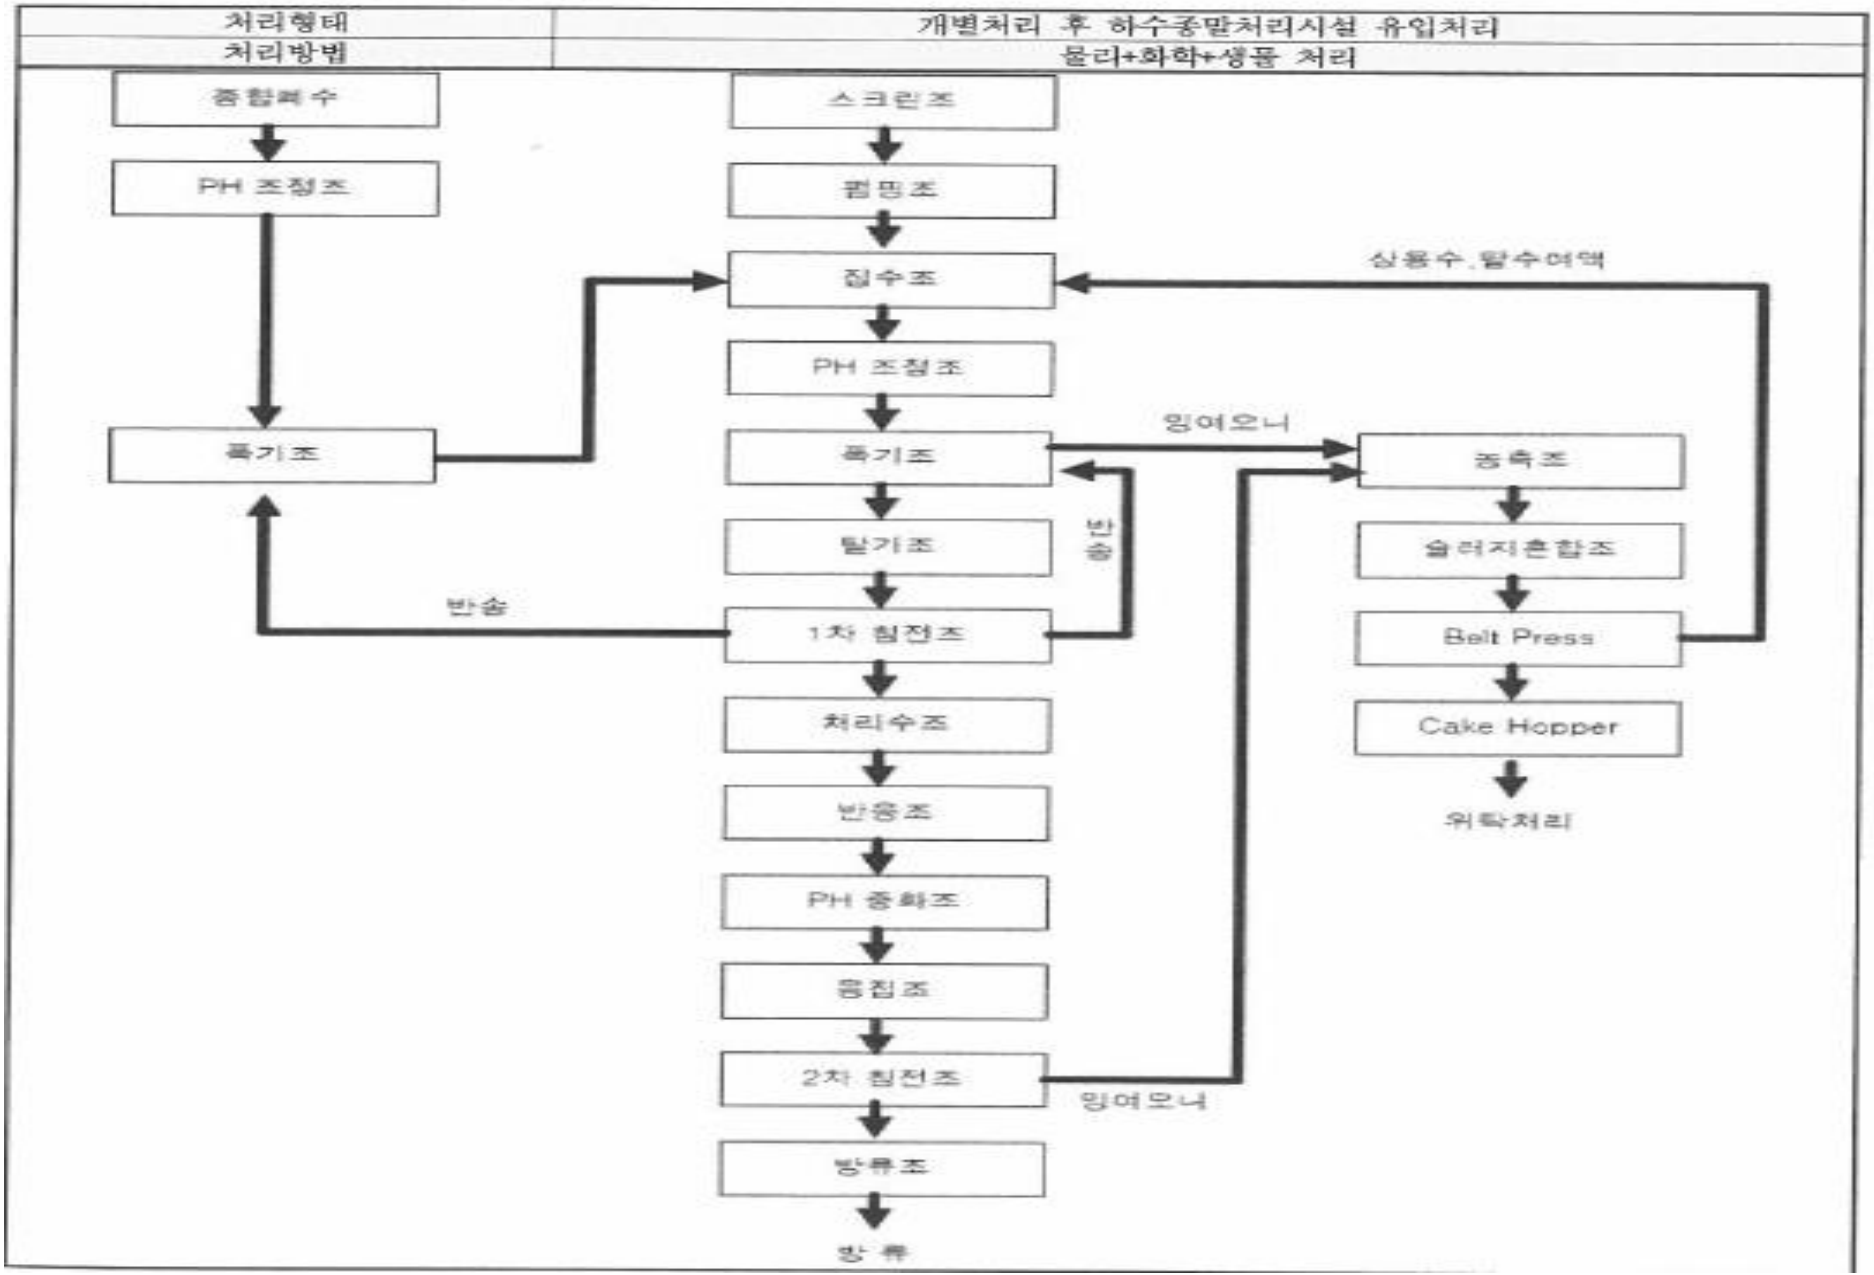 처리형태
개별처리 후 하수종말처리시설 유입처리
처리방법
물리+화학+생물 처리
종합폐수
PH 조정조
폭기조
스크린조
펌핑조
집수조
PH 조정조
폭기조
탈기조
1차 침전조
처리수조
반응조
PH 중화조
응집조
2차 침전조
방류조
방 류
반송
반송
잉여오니
잉여오니
상용수,탈수여액
농축조
슬러지혼합조
Belt Press
Cake Hopper
위탁처리